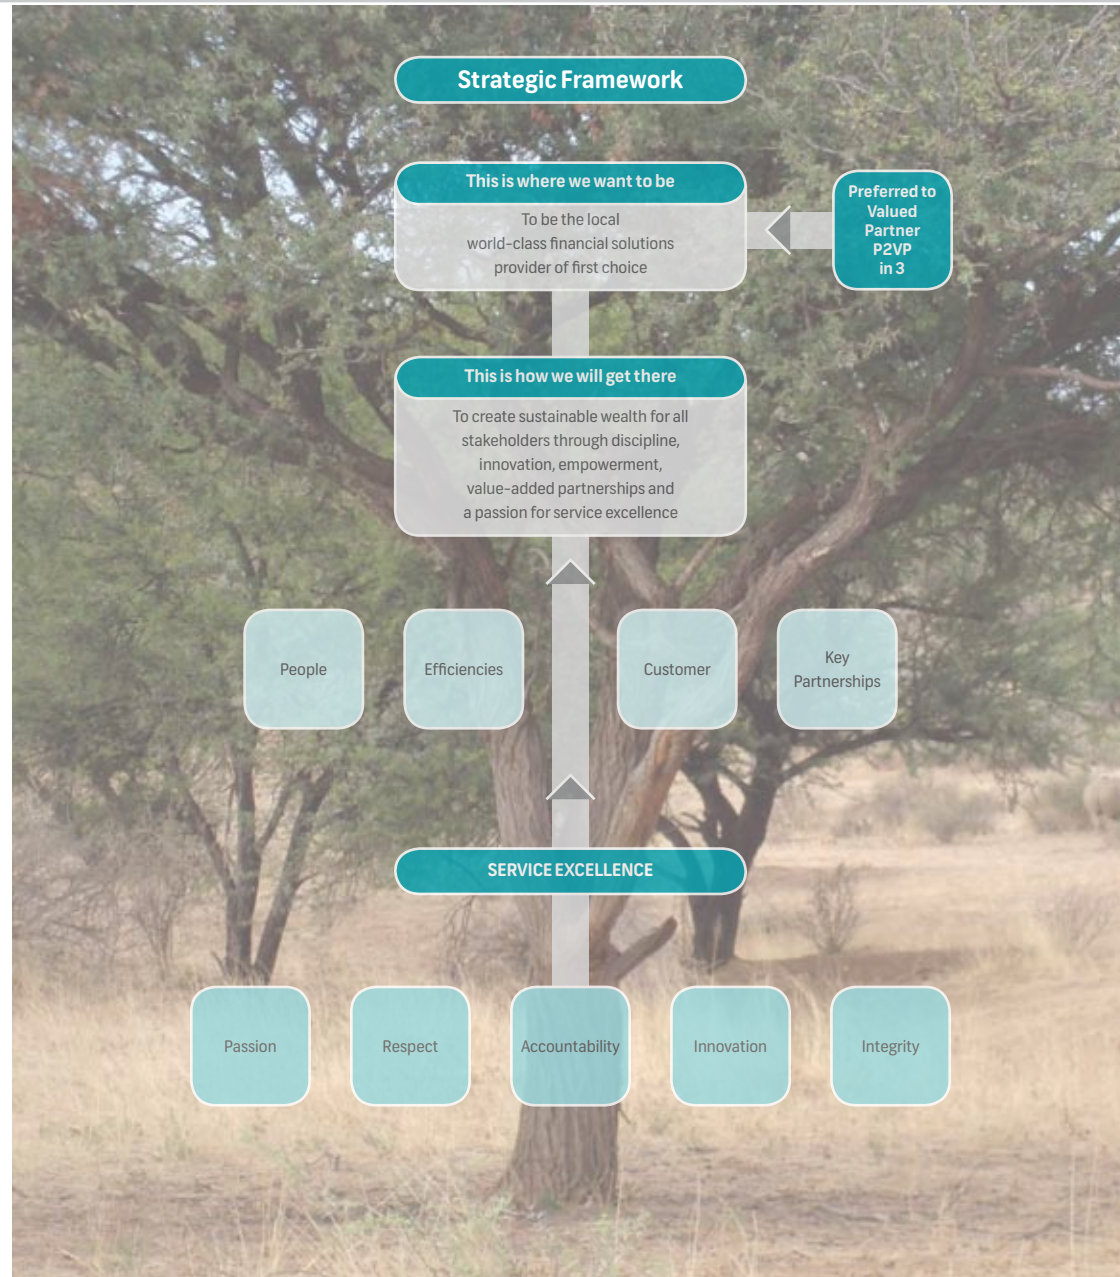 Strategic Framework
This is where we want to be
To be the local
world-class financial solutions
provider of first choice
Preferred to
Valued
Partner
P2VP
in 3
This is how we will get there
To create sustainable wealth for all
stakeholders through discipline,
innovation, empowerment,
value-added partnerships and
a passion for service excellence
People
Efficiencies
Customer
Key
Partnerships
SERVICE EXCELLENCE
Passion
Respect
Accountability
Innovation
Integrity